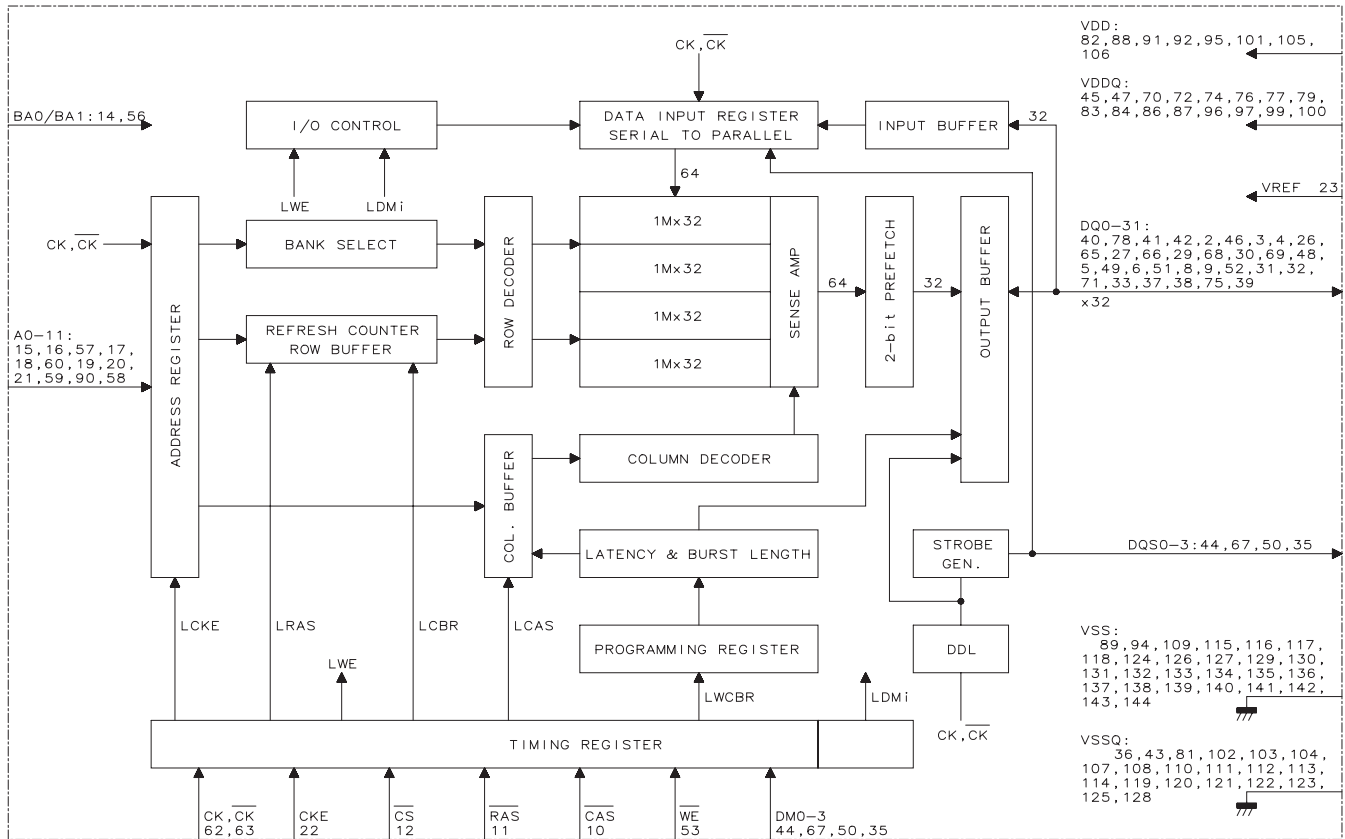 CK,CK
VDD:
82,88,91,92,95,101,105,
106
VDDQ:
45,47,70,72,74,76,77,79,
83,84,86,87,96,97,99,100
BA0/BA1:14,56
I/O CONTROL
DATA INPUT REGISTER
SERIAL TO PARALLEL
INPUT BUFFER
32
LWE
LDMi
64
VREF 23
CK,CK
ADDRESS REGISTER
BANK SELECT
ROW DECODER
1Mx32
1Mx32
1Mx32
1Mx32
SENSE AMP
64
2-bit PREFETCH
32
OUTPUT BUFFER
DQ0-31:
40,78,41,42,2,46,3,4,26,
65,27,66,29,68,30,69,48,
5,49,6,51,8,9,52,31,32,
71,33,37,38,75,39
x32
A0-11:
15,16,57,17,
18,60,19,20,
21,59,90,58
REFRESH COUNTER
ROW BUFFER
COL. BUFFER
COLUMN DECODER
LATENCY & BURST LENGTH
STROBE
GEN.
DQS0-3:44,67,50,35
LCKE
LRAS
LCBR
LCAS
PROGRAMMING REGISTER
DDL
LWE
LWCBR
LDMi
CK,CK
VSS:
89,94,109,115,116,117,
118,124,126,127,129,130,
131,132,133,134,135,136,
137,138,139,140,141,142,
143,144
TIMING REGISTER
VSSQ:
36,43,81,102,103,104,
107,108,110,111,112,113,
114,119,120,121,122,123,
125,128
CK,CK
62,63
CKE
22
CS
12
RAS
11
CAS
10
WE
53
DM0-3
44,67,50,35